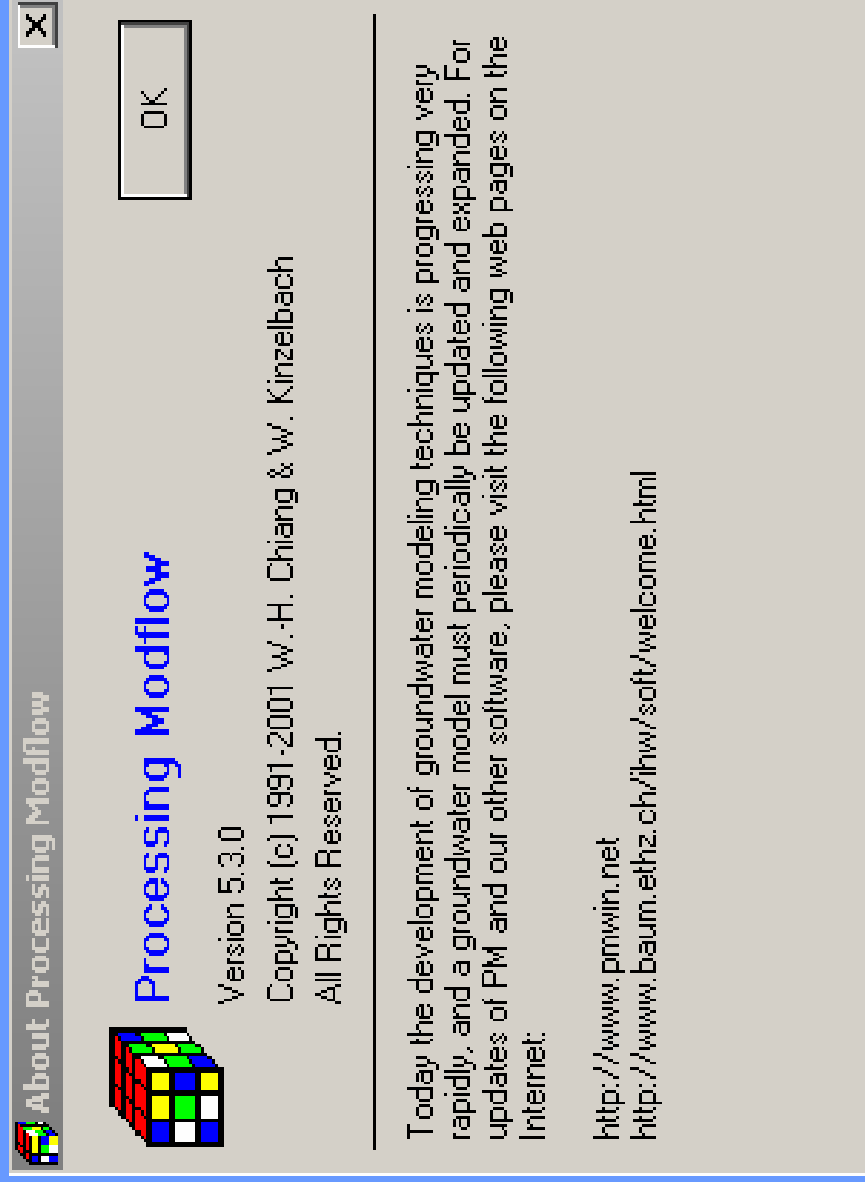 About Processing Modflow
Processing Modflow
OK
Version 5.3.0
Copyright (c) 1991-2001 W.-H. Chiang & W. Kinzelbach
All Rights Reserved.
Today the development of groundwater modeling techniques is progressing very
rapidly, and a groundwater model must periodically be updated and expanded. For
updates of PM and our other software, please visit the following web pages on the
Internet:
http://www.pmwin.net
http://www.baum.ethz.ch/ihw/soft/welcome.html